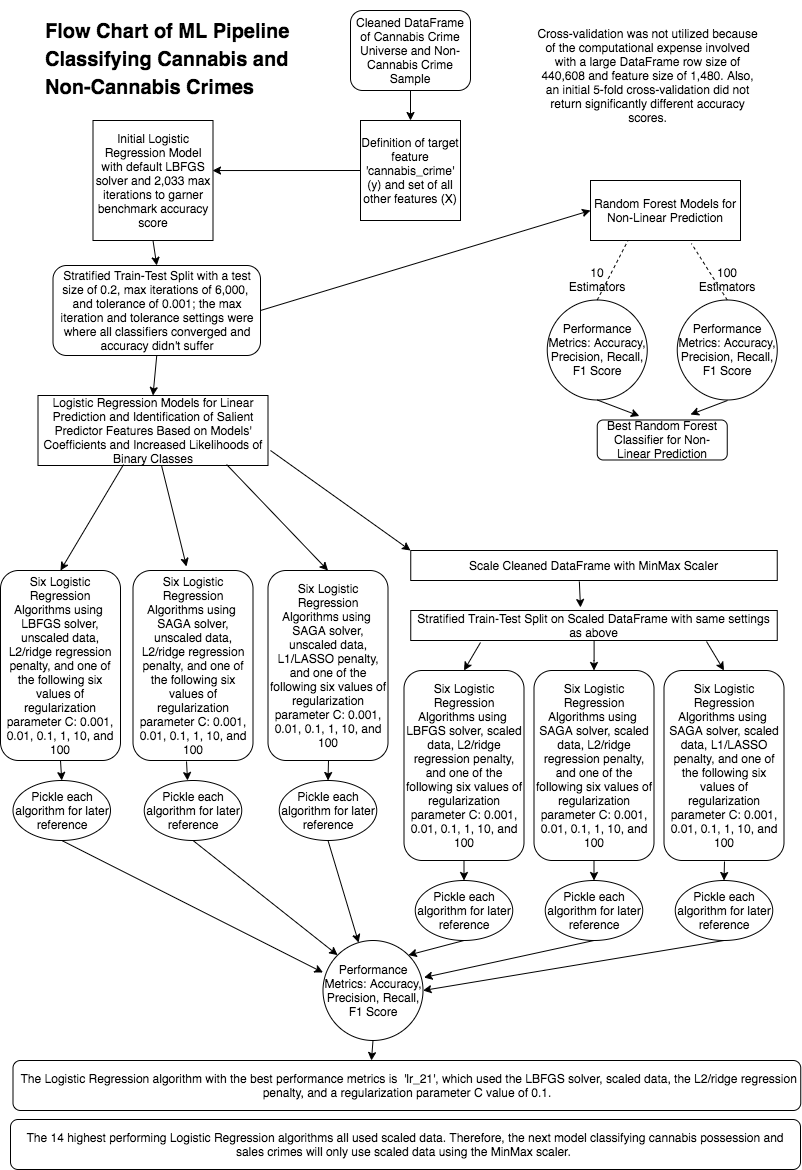 Flow Chart of ML Pipeline
Classifying Cannabis and
Non-Cannabis Crimes
Cleaned DataFrame
of Cannabis Crime
Universe and Non-
Cannabis Crime
Sample
Cross-validation was not utilized because
of the computational expense involved
with a large DataFrame row size of
440,608 and feature size of 1,480. Also,
an initial 5-fold cross-validation did not
return significantly different accuracy
scores.
Initial Logistic
Regression Model
with default LBFGS
solver and 2,033 max
iterations to garner
benchmark accuracy
score
Definition of target
feature
'cannabis_crime'
(y) and set of all
other features (X)
Random Forest Models for
Non-Linear Prediction
Stratified Train-Test Split with a test
size of 0.2, max iterations of 6,000,
and tolerance of 0.001; the max
iteration and tolerance settings were
where all classifiers converged and
accuracy didn't suffer
10
Estimators
100
Estimators
Performance
Metrics: Accuracy,
Precision, Recall,
F1 Score
Performance
Metrics: Accuracy,
Precision, Recall,
F1 Score
Best Random Forest
Classifier for Non-
Linear Prediction
Logistic Regression Models for Linear
Prediction and Identification of Salient
Predictor Features Based on Models'
Coefficients and Increased Likelihoods of
Binary Classes
Scale Cleaned DataFrame with MinMax Scaler
Stratified Train-Test Split on Scaled DataFrame with same settings
as above
Six Logistic
Regression
Algorithms using
LBFGS solver,
unscaled data,
L2/ridge regression
penalty, and one of
the following six
values of
regularization
parameter C: 0.001,
0.01, 0.1, 1, 10, and
100
Six Logistic
Regression
Algorithms using
SAGA solver,
unscaled data,
L2/ridge regression
penalty, and one of
the following six
values of
regularization
parameter C: 0.001,
0.01, 0.1, 1, 10, and
100
Six Logistic
Regression
Algorithms using
SAGA solver,
unscaled data,
L1/LASSO penalty,
and one of the
following six values of
regularization
parameter C: 0.001,
0.01, 0.1, 1, 10, and
100
Six Logistic
Regression
Algorithms using
LBFGS solver, scaled
data, L2/ridge
regression penalty,
and one of the
following six values of
regularization
parameter C: 0.001,
0.01, 0.1, 1, 10, and
100
Six Logistic
Regression
Algorithms using
SAGA solver, scaled
data, L2/ridge
regression penalty,
and one of the
following six values of
regularization
parameter C: 0.001,
0.01, 0.1, 1, 10, and
100
Six Logistic
Regression
Algorithms using
SAGA solver, scaled
data, L1/LASSO
penalty, and one of
the following six
values of
regularization
parameter C: 0.001,
0.01, 0.1, 1, 10, and
100
Pickle each
algorithm for later
reference
Pickle each
algorithm for later
reference
Pickle each
algorithm for later
reference
Pickle each
algorithm for later
reference
Pickle each
algorithm for later
reference
Pickle each
algorithm for later
reference
Performance
Metrics: Accuracy,
Precision, Recall,
F1 Score
The Logistic Regression algorithm with the best performance metrics is 'lr_21', which used the LBFGS solver, scaled data, the L2/ridge regression
penalty, and a regularization parameter C value of 0.1.
The 14 highest performing Logistic Regression algorithms all used scaled data. Therefore, the next model classifying cannabis possession and
sales crimes will only use scaled data using the MinMax scaler.